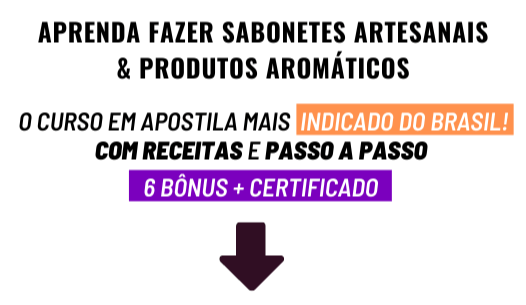 APRENDA FAZER SABONETES ARTESANAIS
& PRODUTOS AROMÁTICOS
O CURSO EM APOSTILA MAIS INDICADO DO BRASIL!
COM RECEITAS E PASSO A PASSO
6 BÔNUS + CERTIFICADO